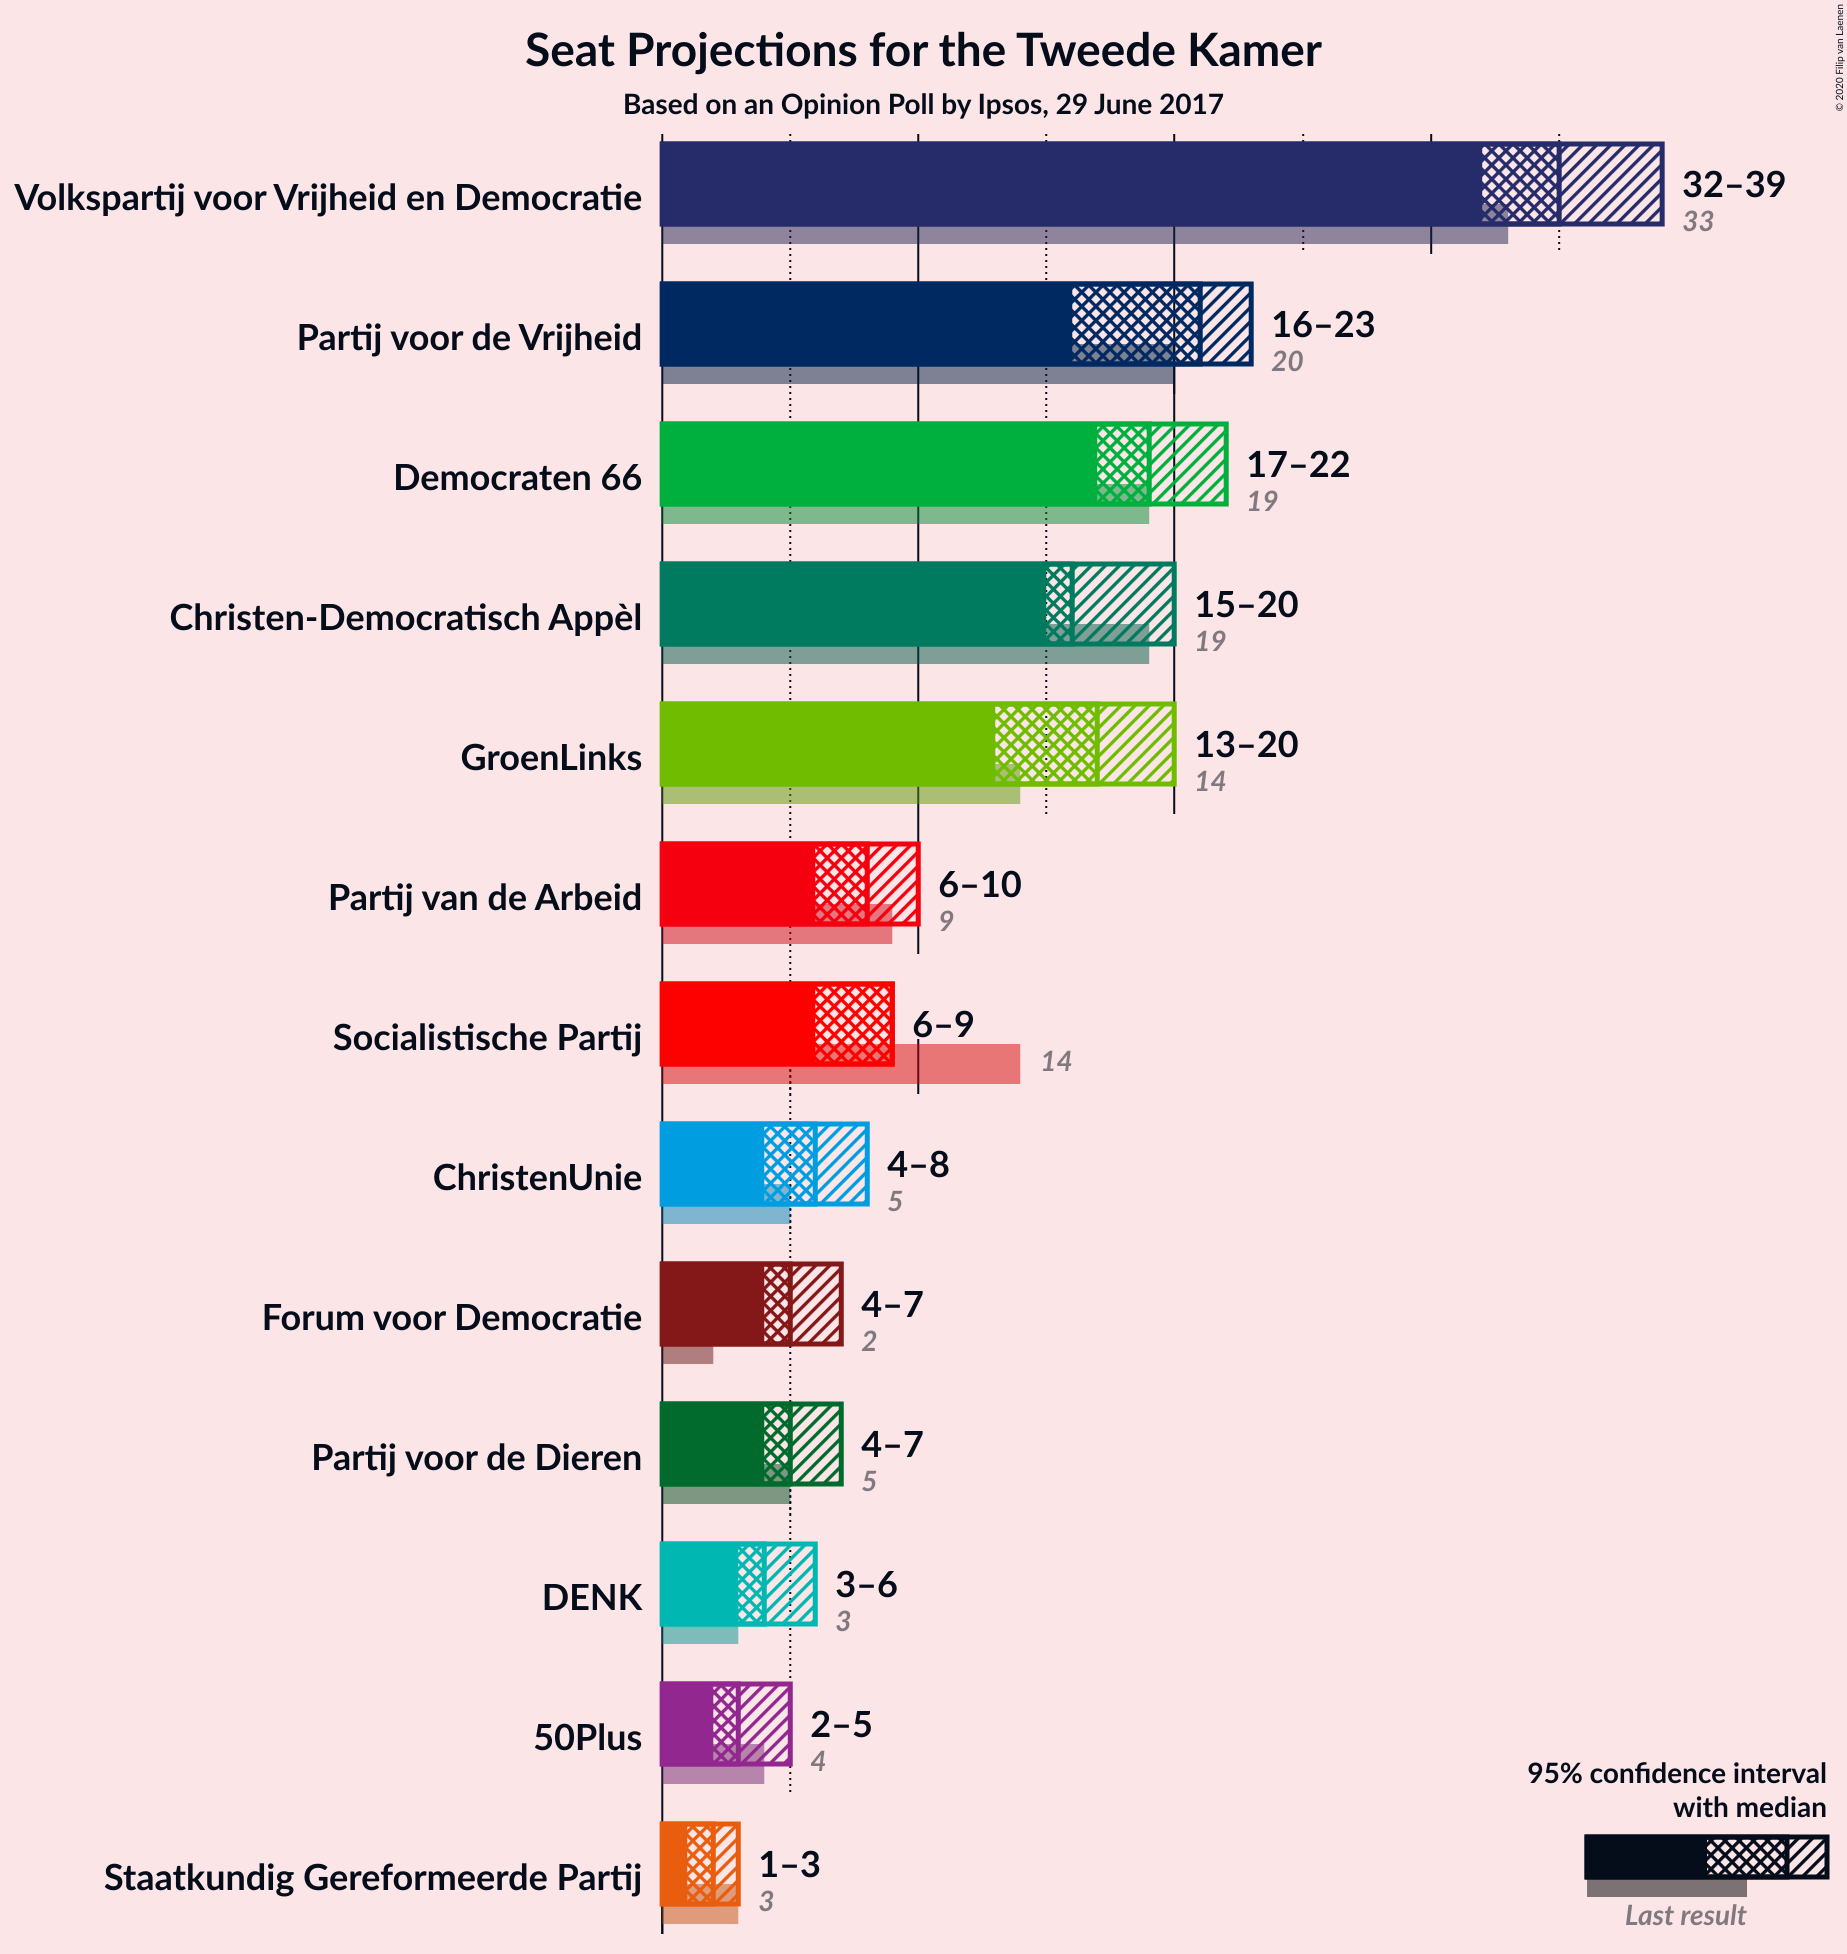 Seat Projections for the Tweede Kamer
Based on an Opinion Poll by Ipsos, 29 June 2017
© 2020 Filip van Laenen
Volkspartij voor Vrijheid en Democratie
32–39
33
Partij voor de Vrijheid
16–23
20
Democraten 66
17–22
19
Christen-Democratisch Appèl
15–20
19
GroenLinks
13–20
14
Partij van de Arbeid
6–10
9
Socialistische Partij
6–9
14
ChristenUnie
4–8
5
Forum voor Democratie
4–7
2
Partij voor de Dieren
4–7
5
DENK
3–6
3
50Plus
2–5
4
Staatkundig Gereformeerde Partij
1–3
3
95% confidence interval
with median
Last result